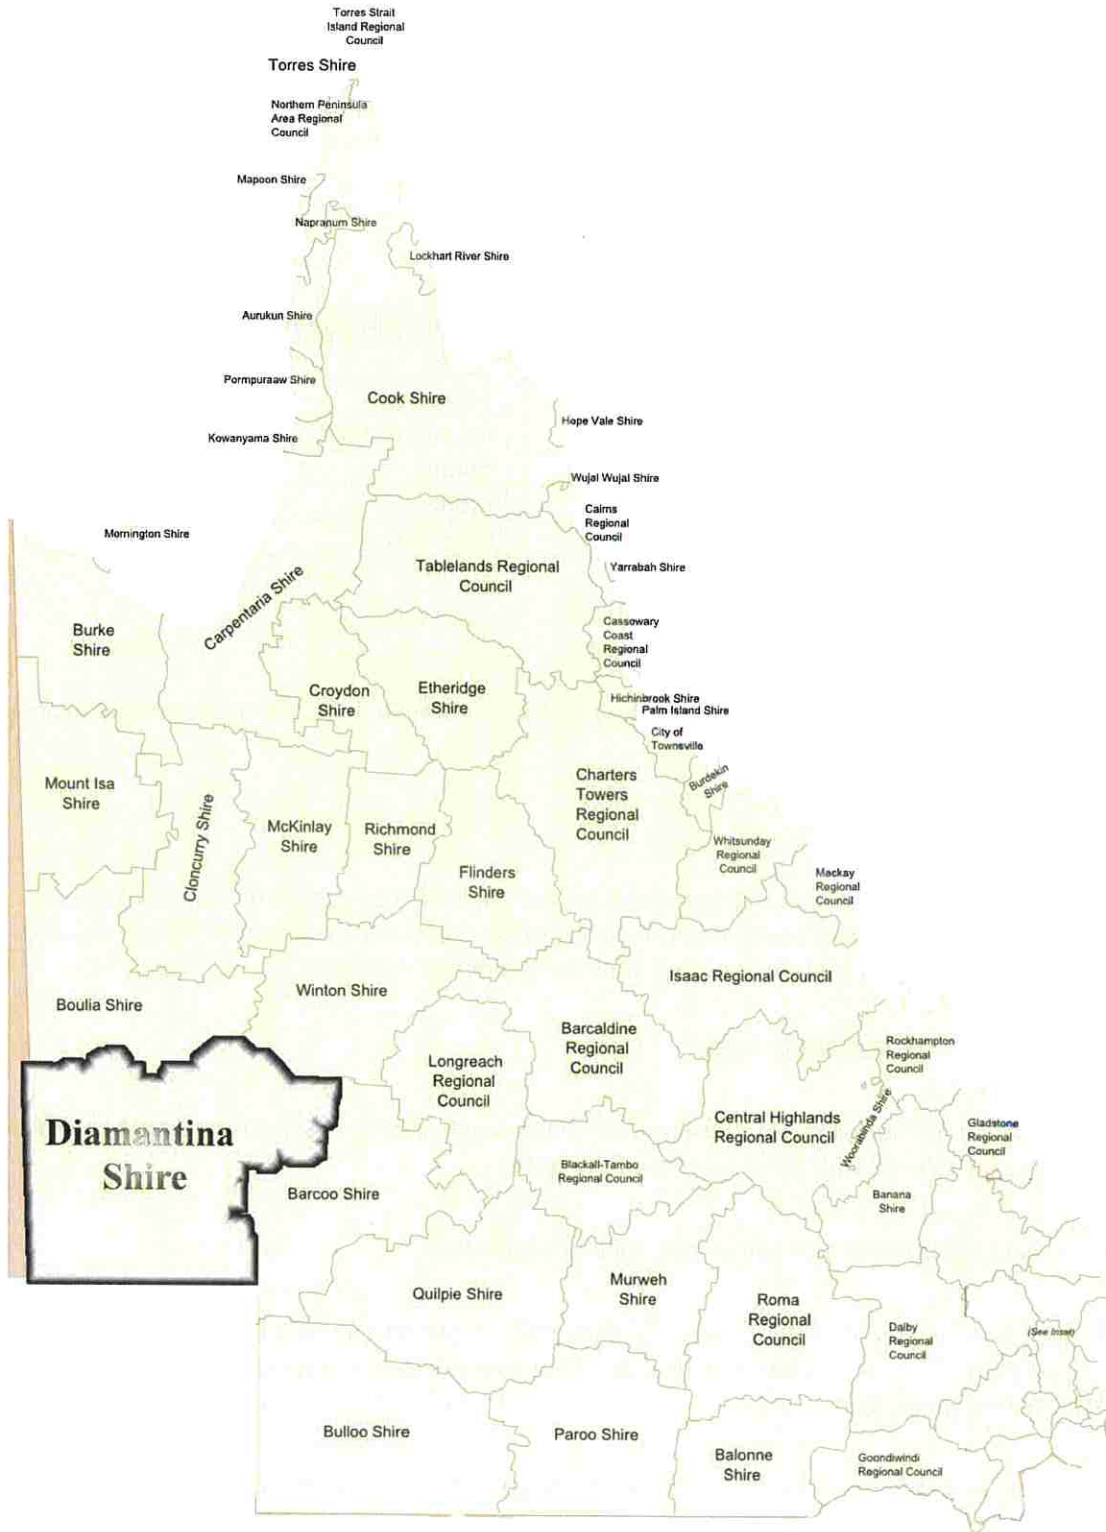 Torres Strait
Island Regional
Council
Torres Shire
Northern Peninsula
Area Regional
Council
Mapoon Shire
Napranum Shire
Lockhart River Shire
Aurukun Shire
Pormpuraaw Shire
Cook Shire
Hope Vale Shire
Kowanyama Shire
Wujal Wujal Shire
Cairns
Regional
Council
Mornington Shire
Tablelands Regional
Council
Yarrabah Shire
Carpentaria Shire
Burke
Shire
Cassowary
Coast
Regional
Council
Croydon
Shire
Etheridge
Shire
Hichinbrook Shire
Palm Island Shire
City of
Townsville
Mount Isa
Shire
Cloncurry Shire
McKinlay
Shire
Richmond
Shire
Flinders
Shire
Charters
Towers
Regional
Council
Burdekin
Shire
Whitsunday
Regional
Council
Mackay
Regional
Council
Boulia Shire
Winton Shire
Isaac Regional Council
Longreach
Regional
Council
Barcaldine
Regional
Council
Rockhampton
Regional
Council
Diamantina
Shire
Central Highlands
Regional Council
Woorabinda Shire
Gladstone
Regional
Council
Barcoo Shire
Blackall-Tambo
Regional Council
Banana
Shire
Quilpie Shire
Murweh
Shire
Roma
Regional
Council
Dalby
Regional
Council
(See Inset)
Bulloo Shire
Paroo Shire
Balonne
Shire
Goondiwindi
Regional Council